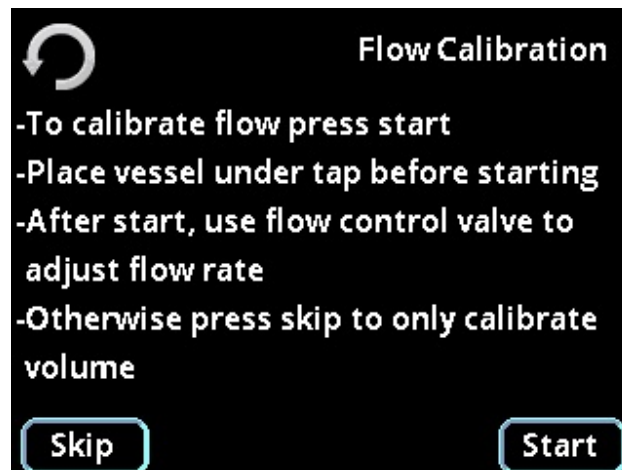 Flow Calibration
-To calibrate flow press start
-Place vessel under tap before starting
-After start, use flow control valve to
adjust flow rate
-Otherwise press skip to only calibrate
volume
Skip
Start